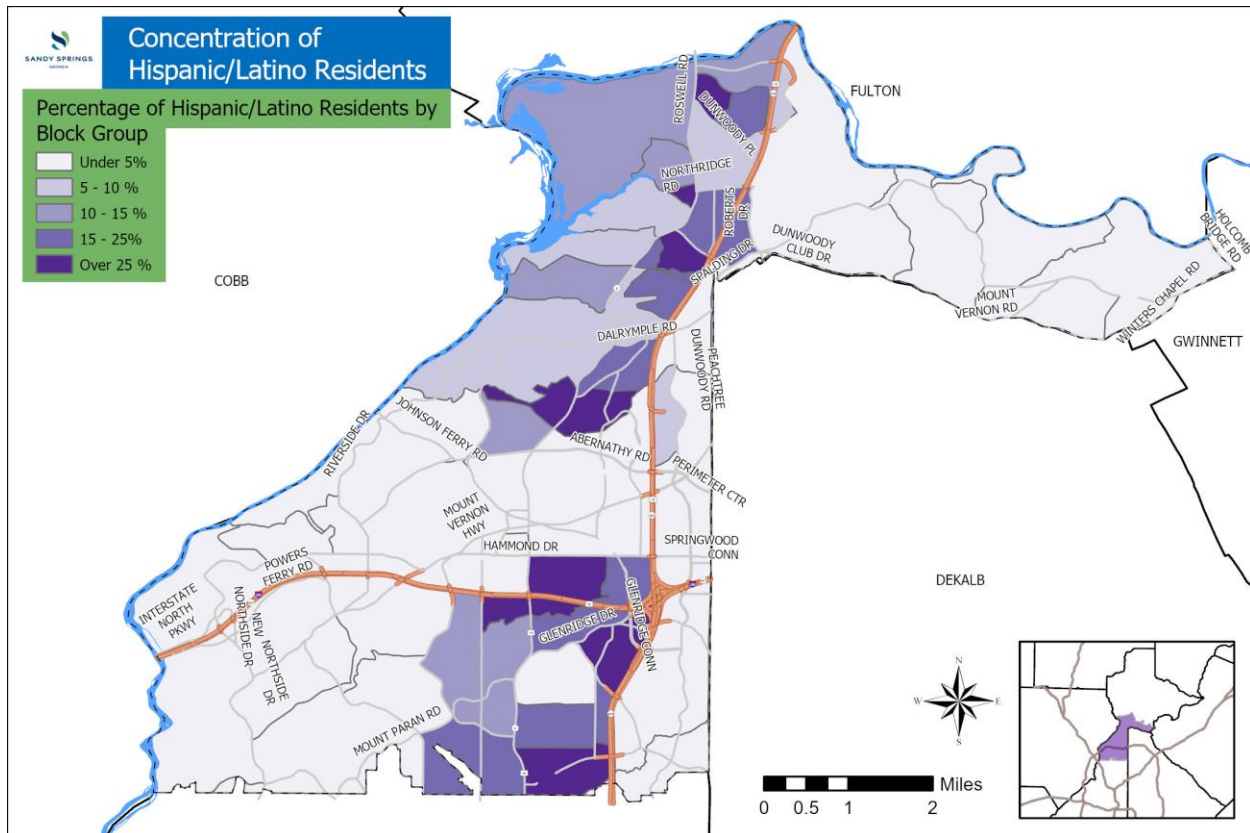 SANDY SPRINGS
GEORGIA
Concentration of
Hispanic/Latino Residents
Percentage of Hispanic/Latino Residents by
Block Group
Under 5%
5 - 10 %
10 - 15 %
15 - 25%
Over 25 %
ROSWELL RD
DUNWOODY PL
FULTON
NORTHRIDGE
RD
ROBERTS
DR
SPALDING DR
DUNWOODY
CLUB DR
HOLCOMB
BRIDGE RD
MOUNT
VERNON RD
WINTERS CHAPEL RD
GWINNETT
COBB
DALRYMPLE RD
PEACHTREE
DUNWOODY RD
RIVERSIDE DR
JOHNSON FERRY RD
ABERNATHY RD
PERIMETER CTR
MOUNT
VERNON
HWY
HAMMOND DR
SPRINGWOOD
CONN
POWERS
FERRY RD
INTERSTATE
NORTH
PKWY
NORTHSIDE DR
NEW NORTHSIDE
DR
GLENRIDGE DR
GLENRIDGE CONN
DEKALB
MOUNT PARAN RD
N
W
E
S
Miles
0 0.5 1 2